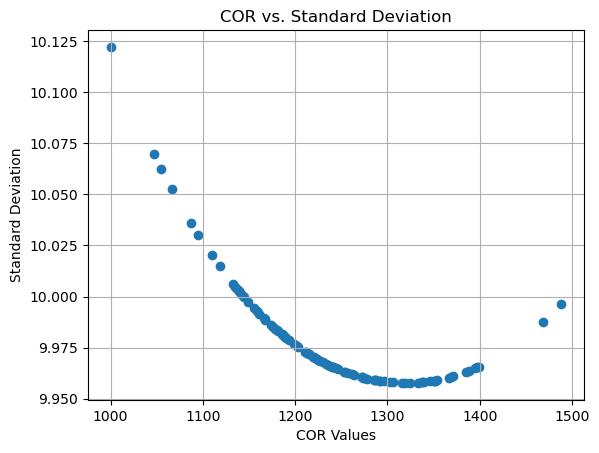 COR vs. Standard Deviation
Standard Deviation
10.125
10.100
10.075
10.050
10.025
10.000
9.975
9.950
1000 1100 1200 1300 1400 1500
COR Values